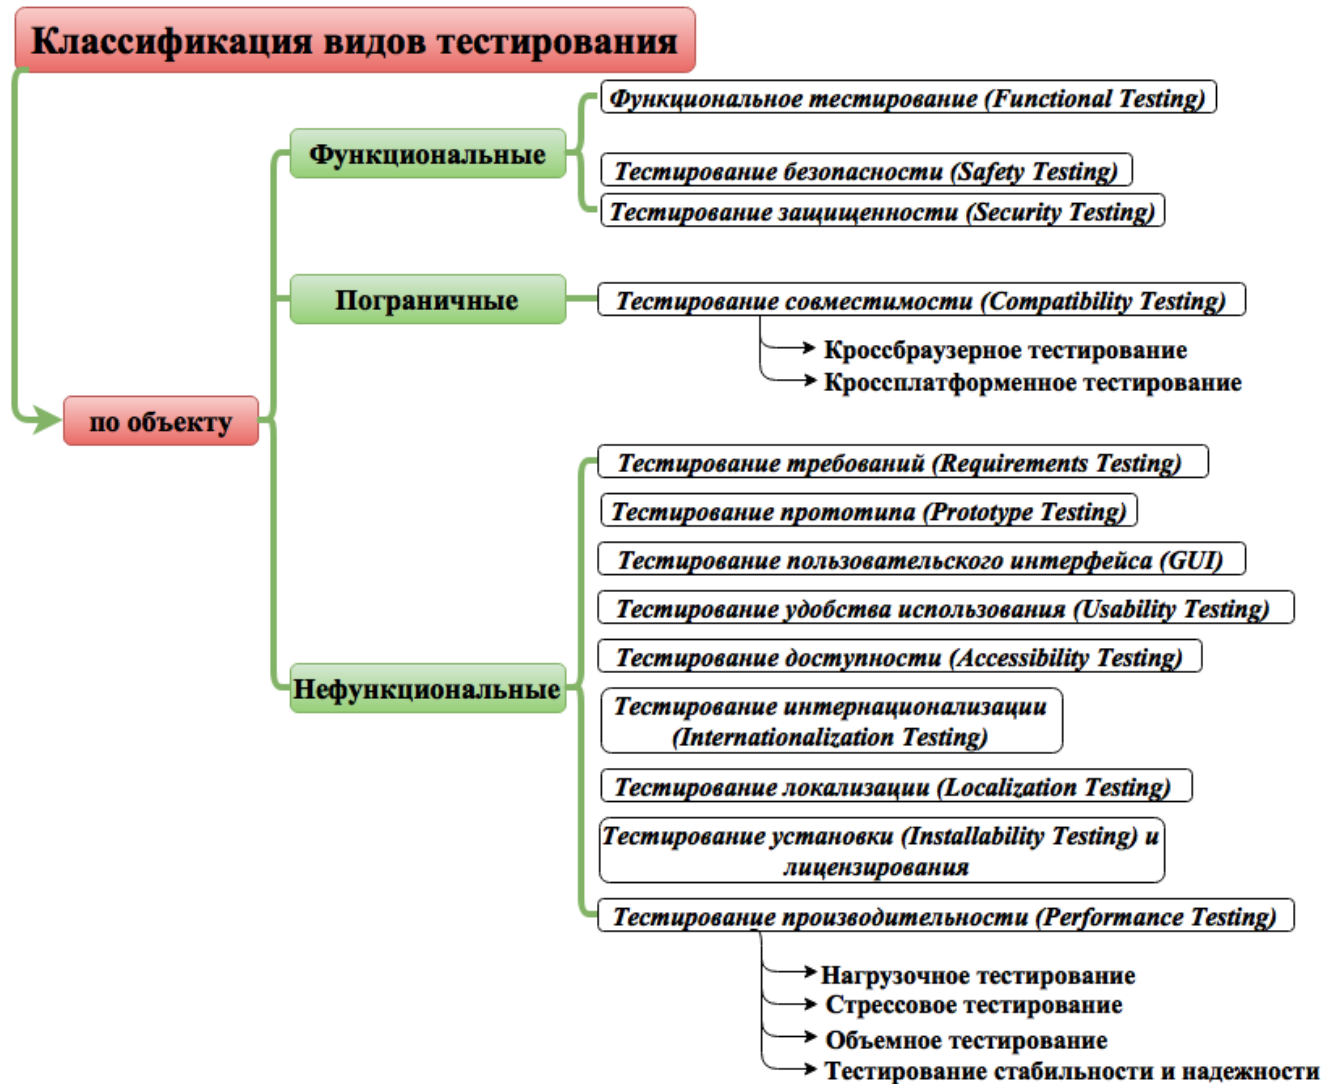 Классификация видов тестирования
Функциональное тестирование (Functional Testing)
Функциональные
Тестирование безопасности (Safety Testing)
Тестирование защищенности (Security Testing)
Пограничные
Тестирование совместимости (Compatibility Testing)
Кроссбраузерное тестирование
Кроссплатформенное тестирование
по объекту
Тестирование требований (Requirements Testing)
Тестирование прототипа (Prototype Testing)
Тестирование пользовательского интерфейса (GUI)
Тестирование удобства использования (Usability Testing)
Тестирование доступности (Accessibility Testing)
Нефункциональные
Тестирование интернационализации
(Internationalization Testing)
Тестирование локализации (Localization Testing)
Тестирование установки (Installability Testing) и
лицензирования
Тестирование производительности (Performance Testing)
Нагрузочное тестирование
Стрессовое тестирование
Объемное тестирование
Тестирование стабильности и надежности